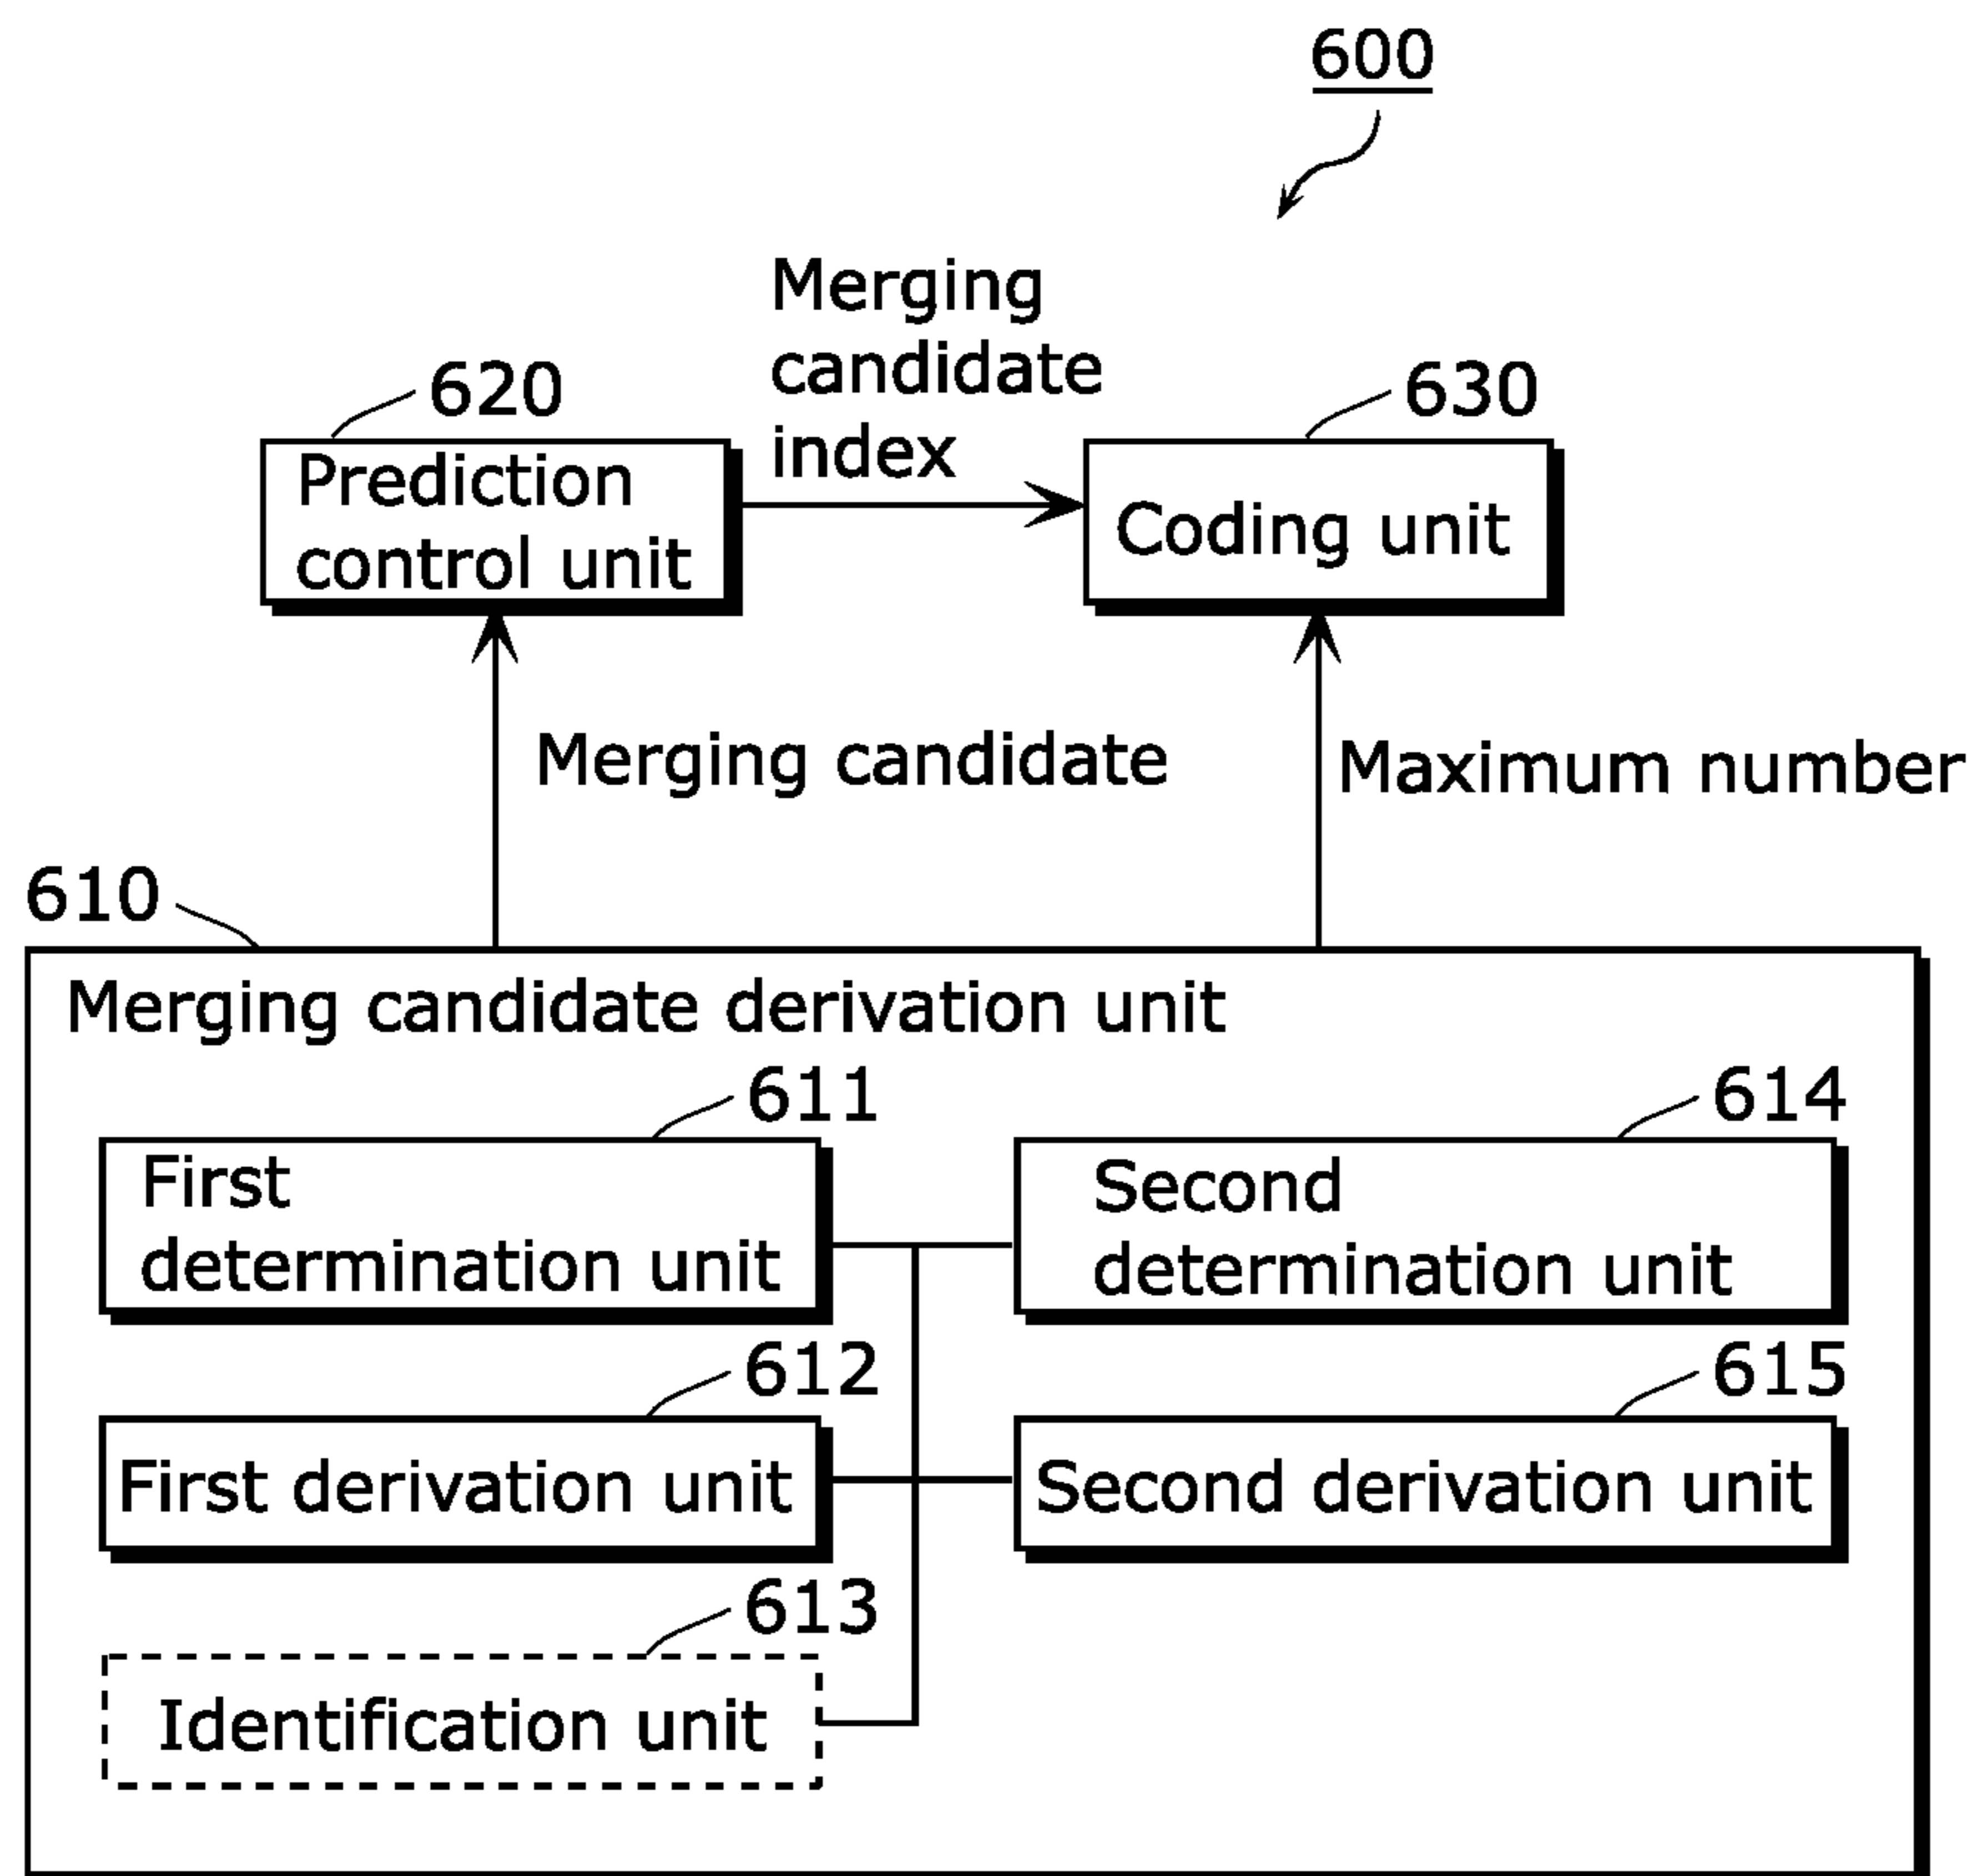 600
Merging
candidate
index
620
630
Prediction
control unit
Coding unit
Merging candidate
Maximum number
610
Merging candidate derivation unit
611
614
First
determination unit
Second
determination unit
612
615
First derivation unit
Second derivation unit
613
Identification unit